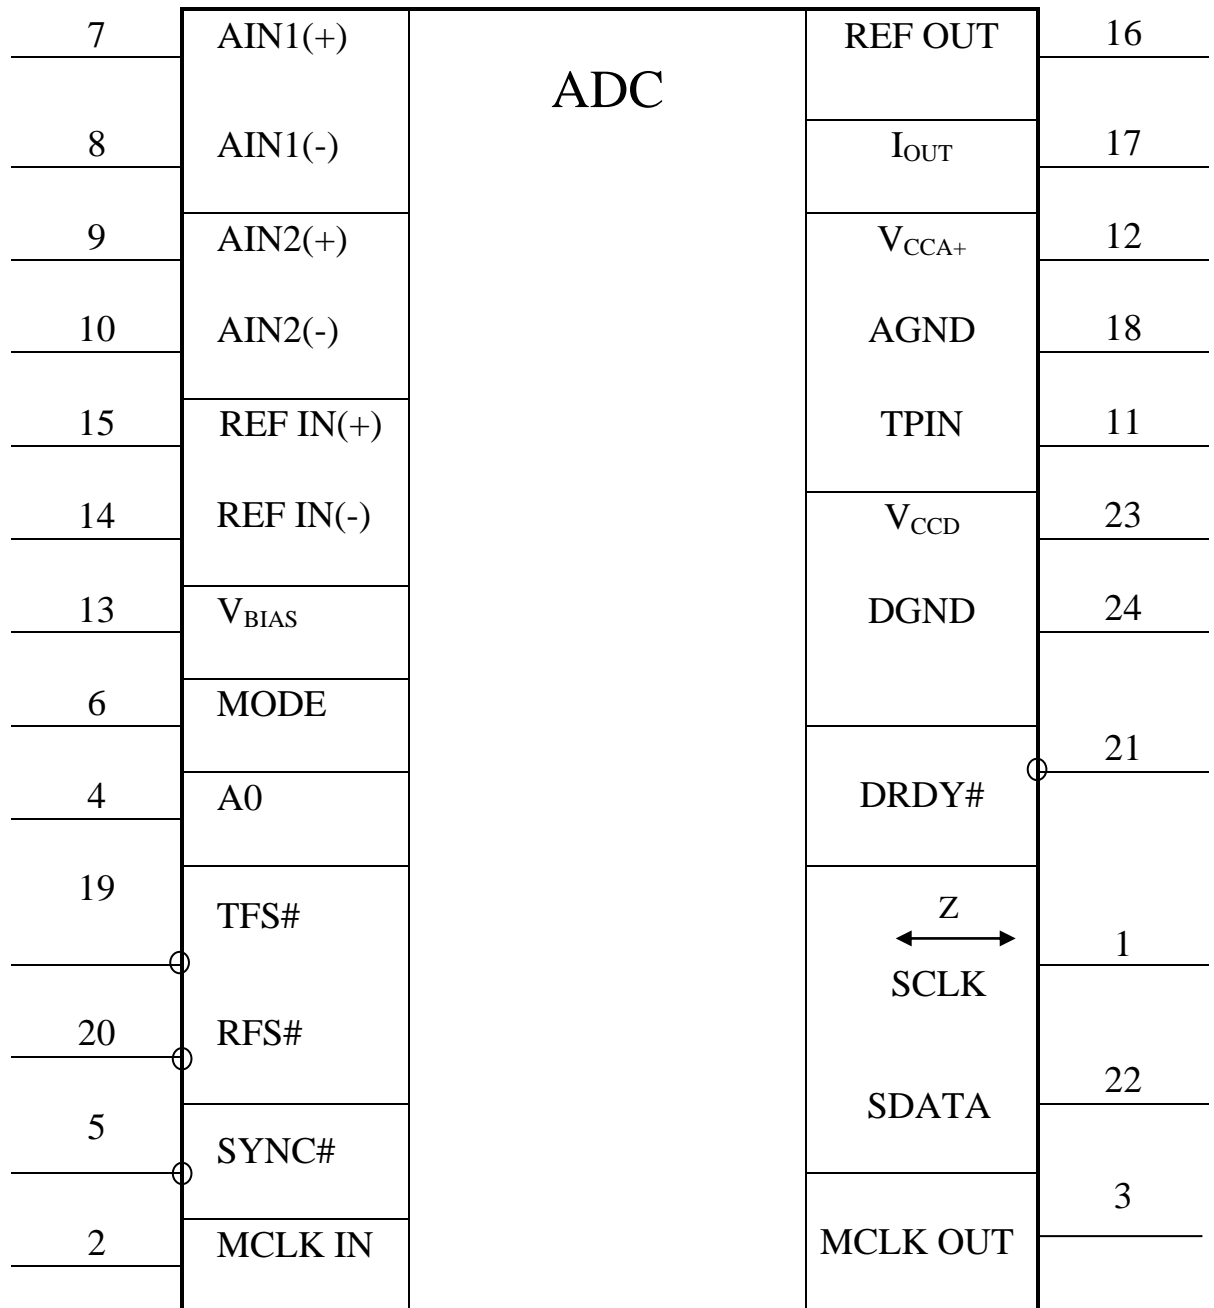 7 AIN1(+) ADC REF OUT 16
8 AIN1(-) IOUT 17
9 AIN2(+) VCCA+ 12
10 AIN2(-) AGND 18
15 REF IN(+) TPIN 11
14 REF IN(-) VCCD 23
13 VBIAS DGND 24
6 MODE
21
4 A0 DRDY#
19
TFS# Z 1
SCLK
20 RFS#
22
SDATA
5
SYNC#
3
2 MCLK IN MCLK OUT